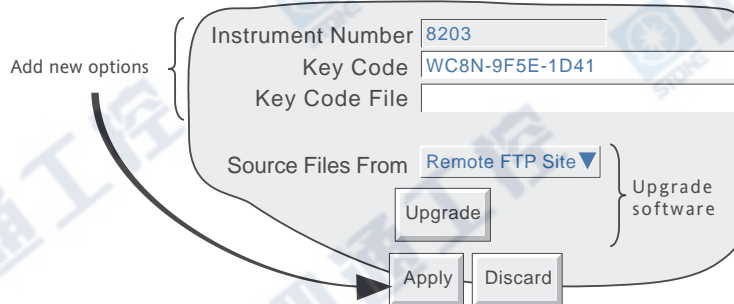 Instrument Number 8203
Add new options
Key Code WC8N-9F5E-1D41
Key Code File
Source Files From Remote FTP Site
Upgrade
Upgrade
software
Apply Discard